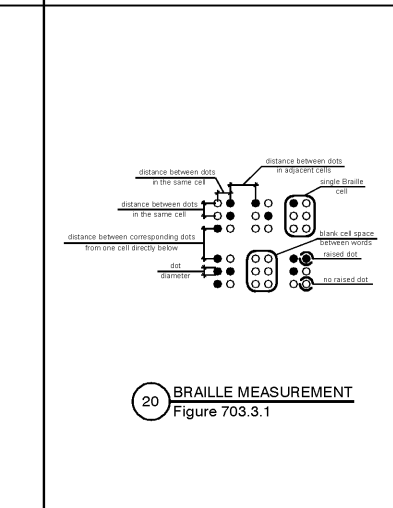 distance between dots
in adjacent cells
distance between dots
in the same cell
single Braille
cell
distance between dots
in the same cell
distance between corresponding dots
from one cell directly below
blank cell space
between words
raised dot
dot
diameter
no raised dot
20
BRAILLE MEASUREMENT
Figure 703.3.1